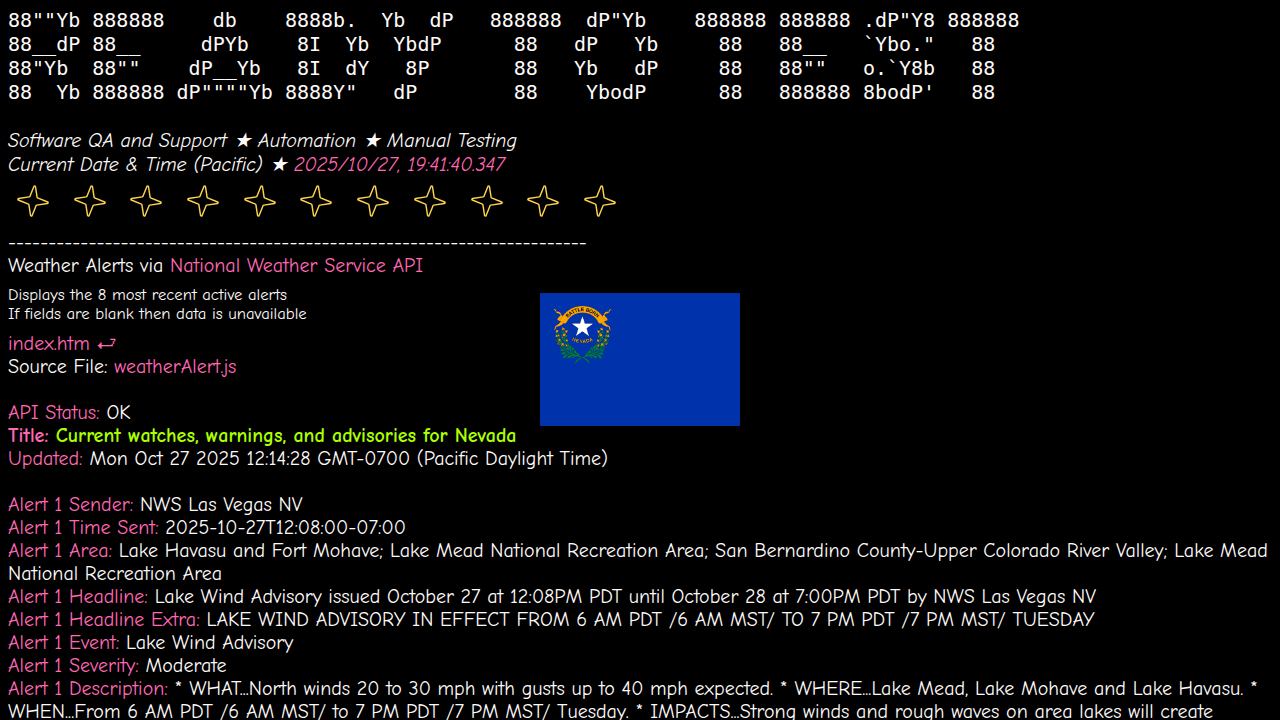 88""Yb 888888    db    8888b.  Yb  dP   888888  dP"Yb    888888 888888 .dP"Y8 888888
88__dP 88__     dPYb    8I  Yb  YbdP      88   dP   Yb     88   88__   `Ybo."   88
88"Yb  88""    dP__Yb   8I  dY   8P       88   Yb   dP     88   88""   o.`Y8b   88
88  Yb 888888 dP""""Yb 8888Y"   dP        88    YbodP      88   888888 8bodP'   88
Software QA and Support ★ Automation ★ Manual Testing
Current Date & Time (Pacific) ★ 2025/10/27, 19:41:40.347
------------------------------------------------------------------------
Weather Alerts via National Weather Service API
Displays the 8 most recent active alerts
If fields are blank then data is unavailable
BATTLE BORN
NEVADA
index.htm ⮐
Source File: weatherAlert.js
API Status: OK
Title: Current watches, warnings, and advisories for Nevada
Updated: Mon Oct 27 2025 12:14:28 GMT-0700 (Pacific Daylight Time)
Alert 1 Sender: NWS Las Vegas NV
Alert 1 Time Sent: 2025-10-27T12:08:00-07:00
Alert 1 Area: Lake Havasu and Fort Mohave; Lake Mead National Recreation Area; San Bernardino County-Upper Colorado River Valley; Lake Mead
National Recreation Area
Alert 1 Headline: Lake Wind Advisory issued October 27 at 12:08PM PDT until October 28 at 7:00PM PDT by NWS Las Vegas NV
Alert 1 Headline Extra: LAKE WIND ADVISORY IN EFFECT FROM 6 AM PDT /6 AM MST/ TO 7 PM PDT /7 PM MST/ TUESDAY
Alert 1 Event: Lake Wind Advisory
Alert 1 Severity: Moderate
Alert 1 Description: * WHAT...North winds 20 to 30 mph with gusts up to 40 mph expected. * WHERE...Lake Mead, Lake Mohave and Lake Havasu. *
WHEN...From 6 AM PDT /6 AM MST/ to 7 PM PDT /7 PM MST/ Tuesday. * IMPACTS...Strong winds and rough waves on area lakes will create